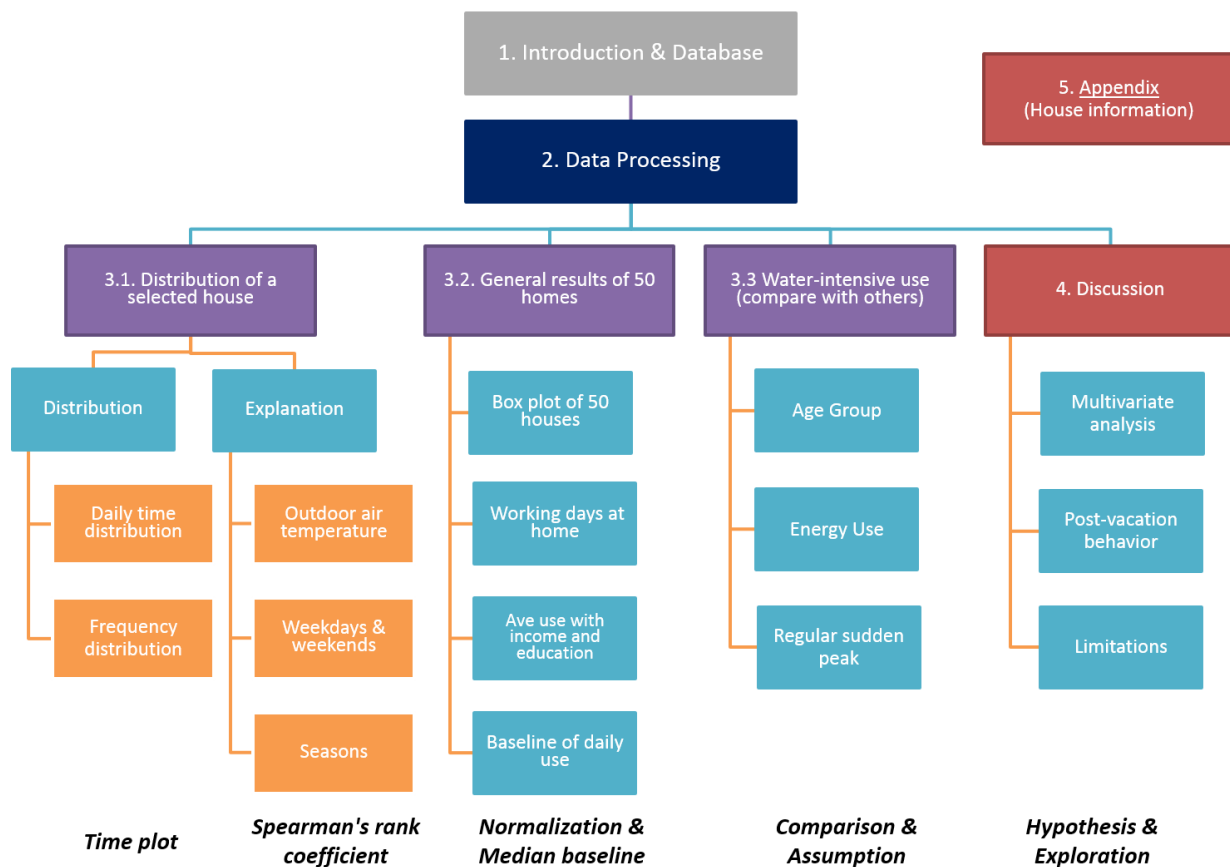 1. Introduction & Database
5. Appendix
(House information)
2. Data Processing
3.1. Distribution of a
selected house
3.2. General results of 50
homes
3.3 Water-intensive use
(compare with others)
4. Discussion
Distribution
Explanation
Box plot of 50
houses
Age Group
Multivariate
analysis
Daily time
distribution
Outdoor air
temperature
Working days at
home
Energy Use
Post-vacation
behavior
Frequency
distribution
Weekdays &
weekends
Ave use with
income and
education
Regular sudden
peak
Limitations
Seasons
Baseline of daily
use
Time plot
Spearman's rank
coefficient
Normalization &
Median baseline
Comparison &
Assumption
Hypothesis &
Exploration